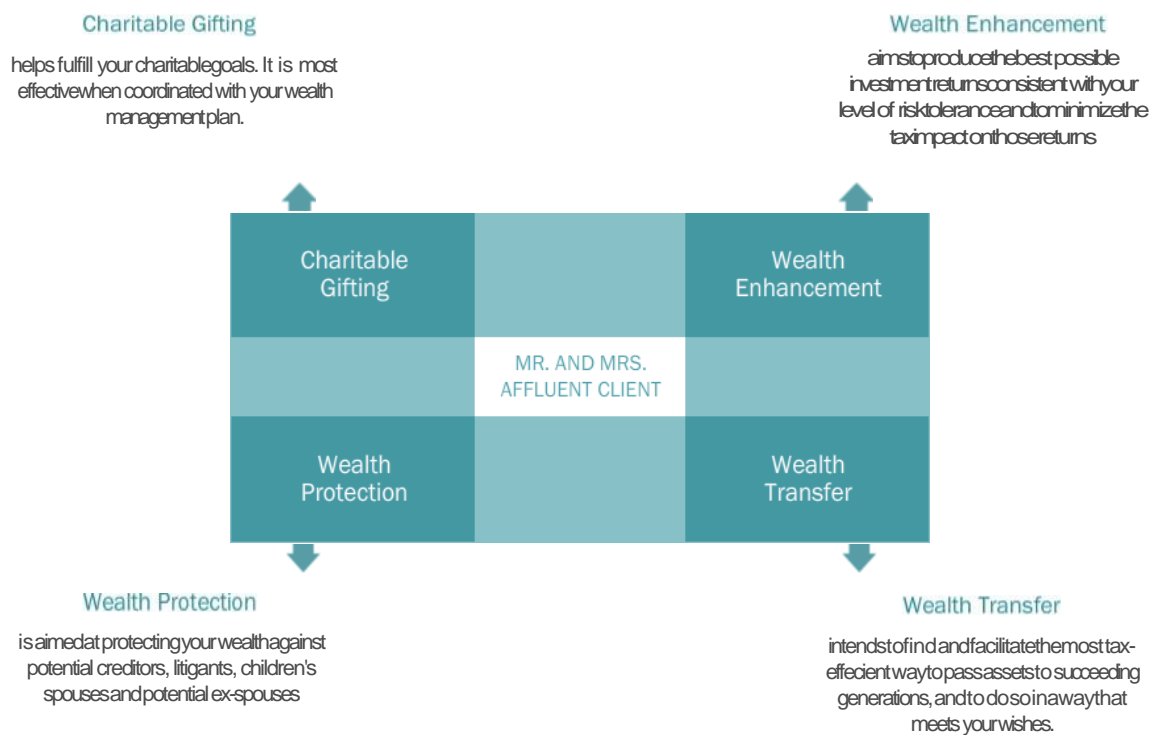 Charitable Gifting
helps fulfill your charitable goals. It is most
effective when coordinated with your wealth
management plan.
Wealth Enhancement
aims to produce the best possible
investment returns consistent with your
level of risk tolerance and to minimize the
tax impact on those returns
Charitable
Gifting
Wealth
Enhancement
MR. AND MRS.
AFFLUENT CLIENT
Wealth
Protection
Wealth
Transfer
Wealth Protection
is aimed at protecting your wealth against
potential creditors, litigants, children's
spouses and potential ex-spouses
Wealth Transfer
intends to find and facilitate the most tax-
effecient way to pass assets to succeeding
generations, and to do so in a way that
meets your wishes.